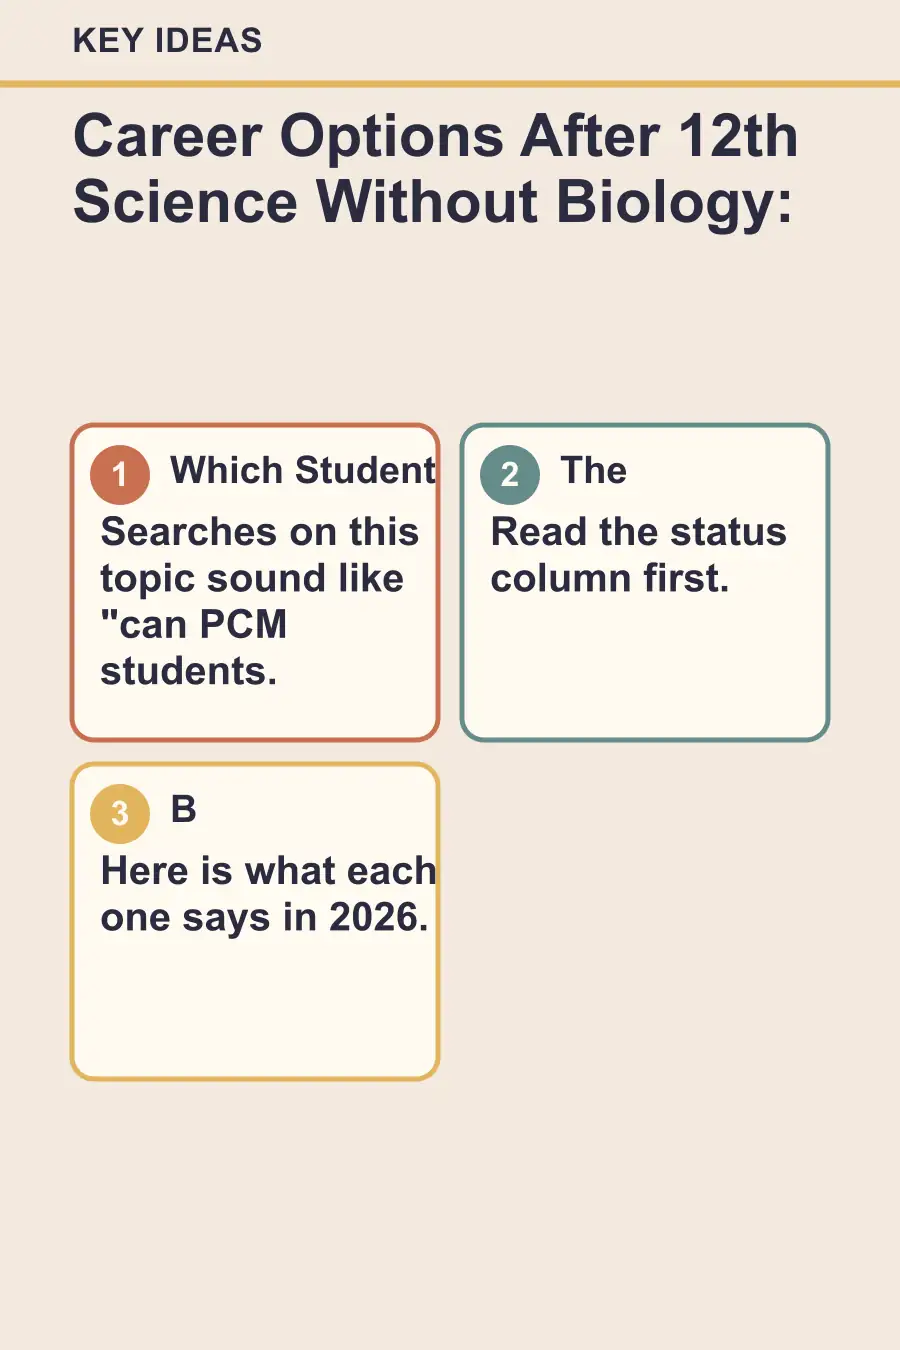 KEY IDEAS
Career Options After 12th
Science Without Biology:
1 Which Student
Searches on this
topic sound like
"can PCM
students.
2 The
Read the status
column first.
3 B
Here is what each
one says in 2026.